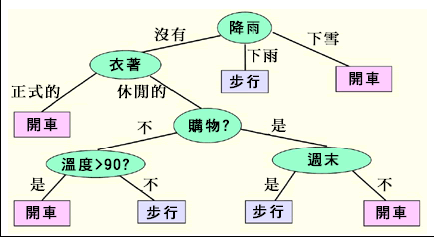 降雨
沒有
下雨
下雪
衣著
步行
開車
正式的
休閒的
開車
購物?
不
是
溫度>90?
週末
是
不
是
不
開車
步行
步行
開車